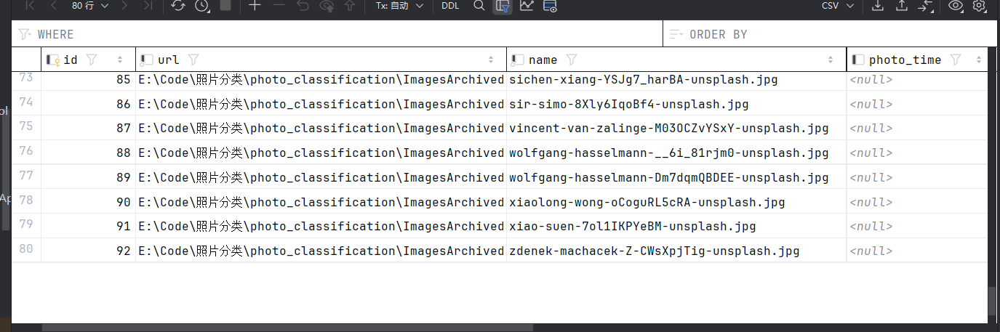 80 行 Tx: 自动 DDL CSV
WHERE ORDER BY
id url name photo_time
73 85 E:\Code\照片分类\photo_classification\ImagesArchived sichen-xiang-YSJg7_harBA-unsplash.jpg <null>
74 86 E:\Code\照片分类\photo_classification\ImagesArchived sir-simo-8Xly6IqoBf4-unsplash.jpg <null>
75 87 E:\Code\照片分类\photo_classification\ImagesArchived vincent-van-zalinge-M03OCZvYSxY-unsplash.jpg <null>
76 88 E:\Code\照片分类\photo_classification\ImagesArchived wolfgang-hasselmann-__6i_81rjm0-unsplash.jpg <null>
77 89 E:\Code\照片分类\photo_classification\ImagesArchived wolfgang-hasselmann-Dm7dqmQBDEE-unsplash.jpg <null>
78 90 E:\Code\照片分类\photo_classification\ImagesArchived xiaolong-wong-oCoguRL5cRA-unsplash.jpg <null>
79 91 E:\Code\照片分类\photo_classification\ImagesArchived xiao-suen-7ol1IKPYeBM-unsplash.jpg <null>
80 92 E:\Code\照片分类\photo_classification\ImagesArchived zdenek-machacek-Z-CWsXpjTig-unsplash.jpg <null>